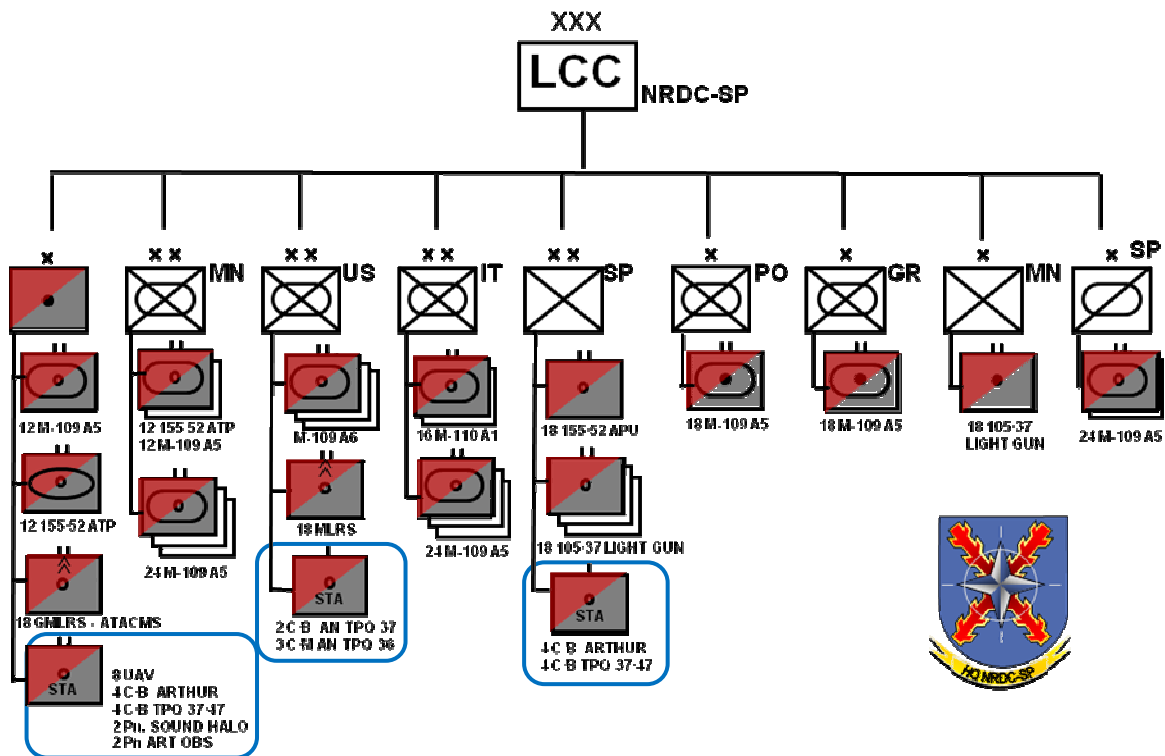 XXX
LCC
NRDC-SP
X
X X MN
X X US
X X IT
X X SP
X PO
X GR
X MN
X SP
12 M-109 A5
12 155-52 ATP
18 GMLRS - ATACMS
STA
8 UAV
4 C-B ARTHUR
4 C-B TPQ 37-47
2 Pn. SOUND HALO
2 Pn ART OBS
12 155-52 ATP
12 M-109 A5
24 M-109 A5
M-109 A6
18 MLRS
STA
2 C-B AN TPQ 37
3 C-M AN TPQ 36
16 M-110 A1
24 M-109 A5
18 155-52 APU
18 105-37 LIGHT GUN
STA
4 C-B ARTHUR
4 C-B TPQ 37-47
18 M-109 A5
18 M-109 A5
18 105-37
LIGHT GUN
24 M-109 A5
HQ NRDC-SP